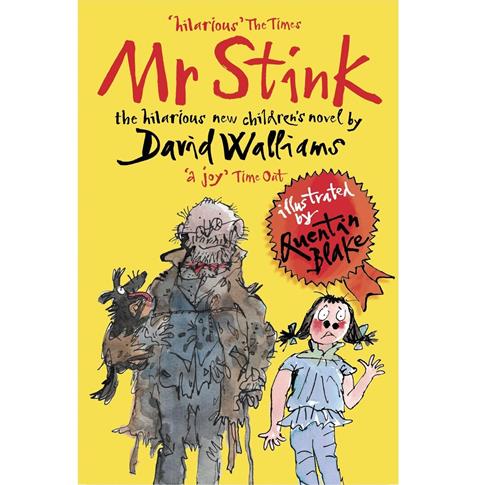 'hilarious' The Times
Mr Stink
the hilarious new children's novel by
David Walliams
'a joy' Time Out
illustrated
by
Quentin
Blake